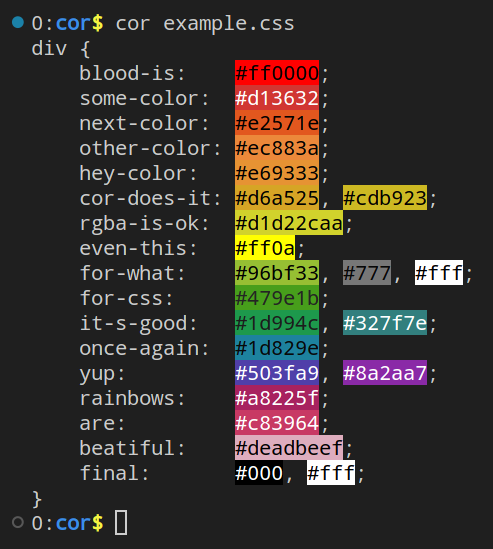 0:cor$ cor example.css
div {
    blood-is:    #ff0000;
    some-color:  #d13632;
    next-color:  #e2571e;
    other-color: #ec883a;
    hey-color:   #e69333;
    cor-does-it: #d6a525, #cdb923;
    rgba-is-ok:  #d1d22caa;
    even-this:   #ff0a;
    for-what:    #96bf33, #777, #fff;
    for-css:     #479e1b;
    it-s-good:   #1d994c, #327f7e;
    once-again:  #1d829e;
    yup:         #503fa9, #8a2aa7;
    rainbows:    #a8225f;
    are:         #c83964;
    beatiful:    #deadbeef;
    final:       #000, #fff;
}
0:cor$